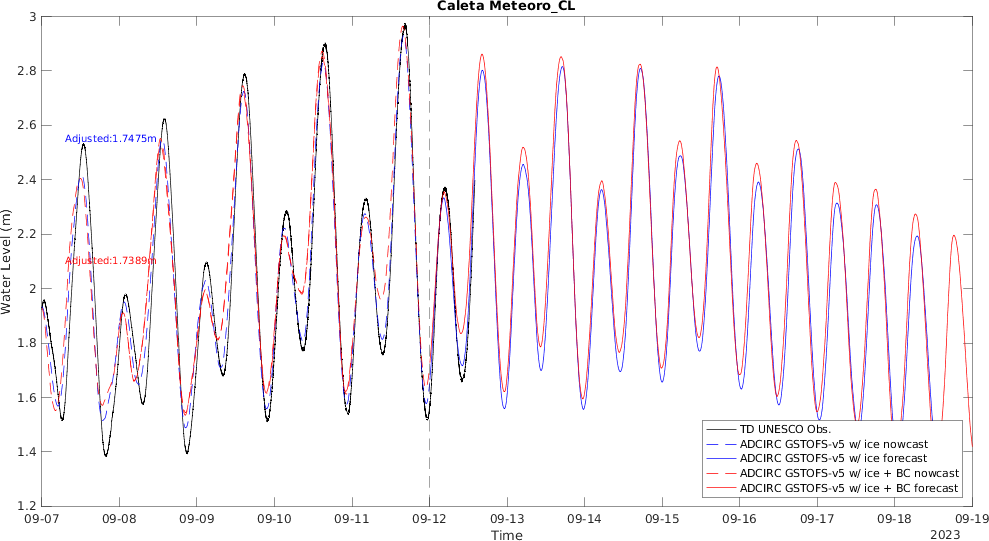 Caleta Meteoro_CL
3
2.8
2.6
2.4
2.2
2
1.8
1.6
1.4
1.2
Water Level (m)
Adjusted:1.7475m
Adjusted:1.7389m
TD UNESCO Obs.
ADCIRC GSTOFS-v5 w/ ice nowcast
ADCIRC GSTOFS-v5 w/ ice forecast
ADCIRC GSTOFS-v5 w/ ice + BC nowcast
ADCIRC GSTOFS-v5 w/ ice + BC forecast
09-07 09-08 09-09 09-10 09-11 09-12 09-13 09-14 09-15 09-16 09-17 09-18 09-19
Time
2023